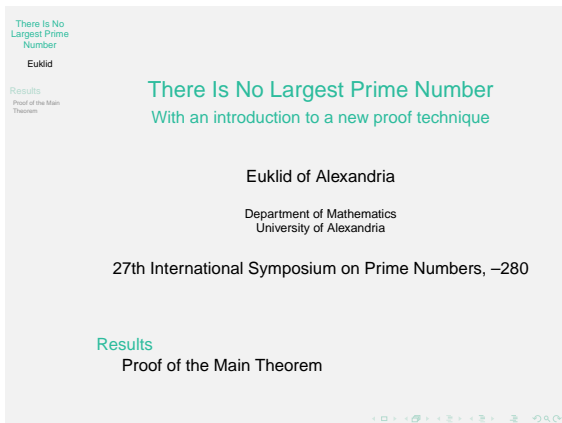 There Is No
Largest Prime
Number
Euklid
Results
Proof of the Main
Theorem
There Is No Largest Prime Number
With an introduction to a new proof technique
Euklid of Alexandria
Department of Mathematics
University of Alexandria
27th International Symposium on Prime Numbers, –280
Results
Proof of the Main Theorem